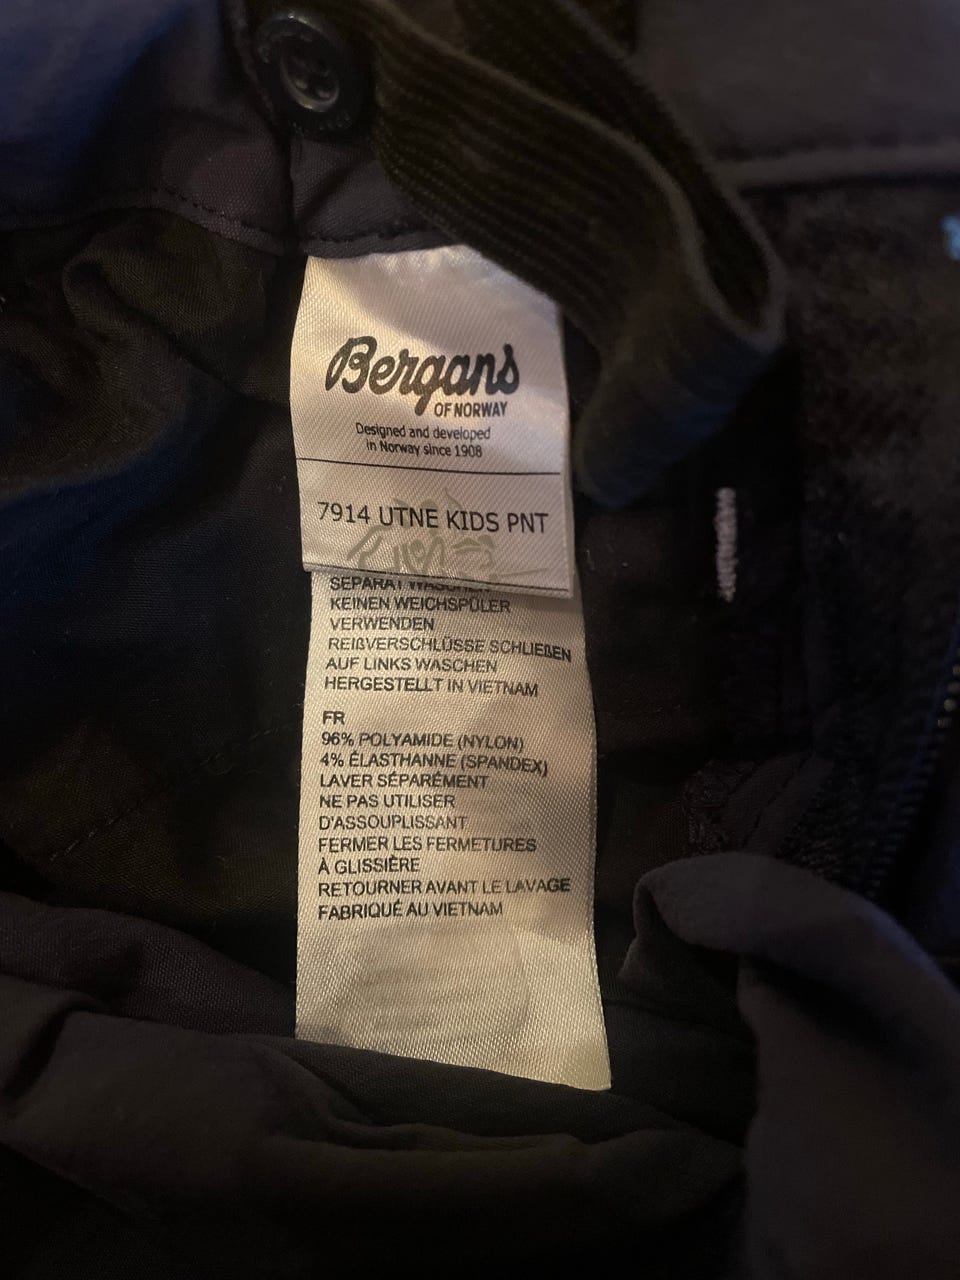 Bergans
OF NORWAY
Designed and developed
in Norway since 1908
7914 UTNE KIDS PNT
SEPARAT WASCHEN
KEINEN WEICHSPÜLER
VERWENDEN
REIßVERSCHLÜSSE SCHLIEßEN
AUF LINKS WASCHEN
HERGESTELLT IN VIETNAM
FR
96% POLYAMIDE (NYLON)
4% ÉLASTHANNE (SPANDEX)
LAVER SÉPARÉMENT
NE PAS UTILISER
D'ASSOUPLISSANT
FERMER LES FERMETURES
À GLISSIÈRE
RETOURNER AVANT LE LAVAGE
FABRIQUÉ AU VIETNAM